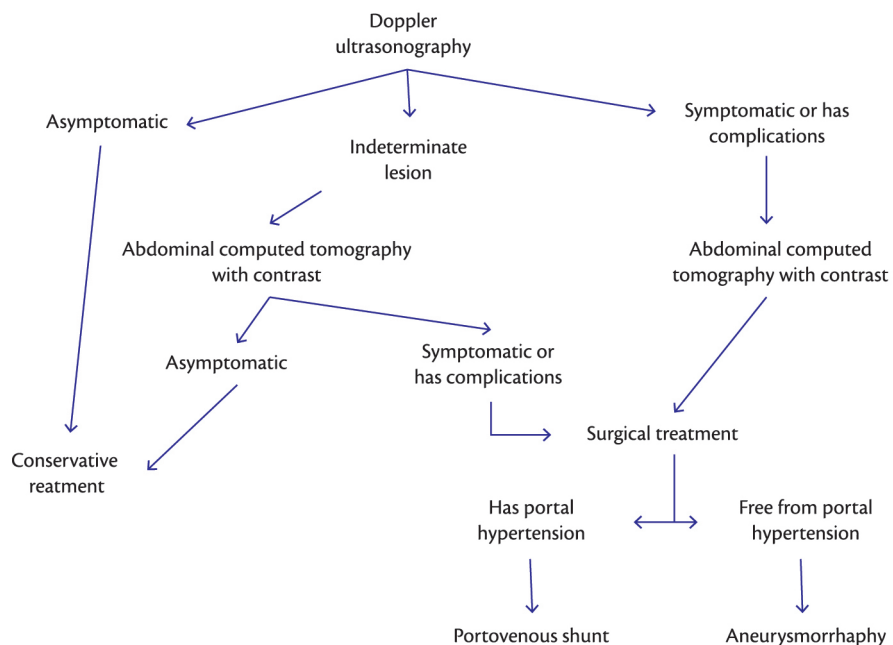 Doppler
ultrasonography
Asymptomatic
Indeterminate
lesion
Symptomatic or has
complications
Abdominal computed tomography
with contrast
Abdominal computed
tomography with contrast
Asymptomatic
Symptomatic or
has complications
Surgical treatment
Conservative
reatment
Has portal
hypertension
Free from portal
hypertension
Portovenous shunt
Aneurysmorrhaphy